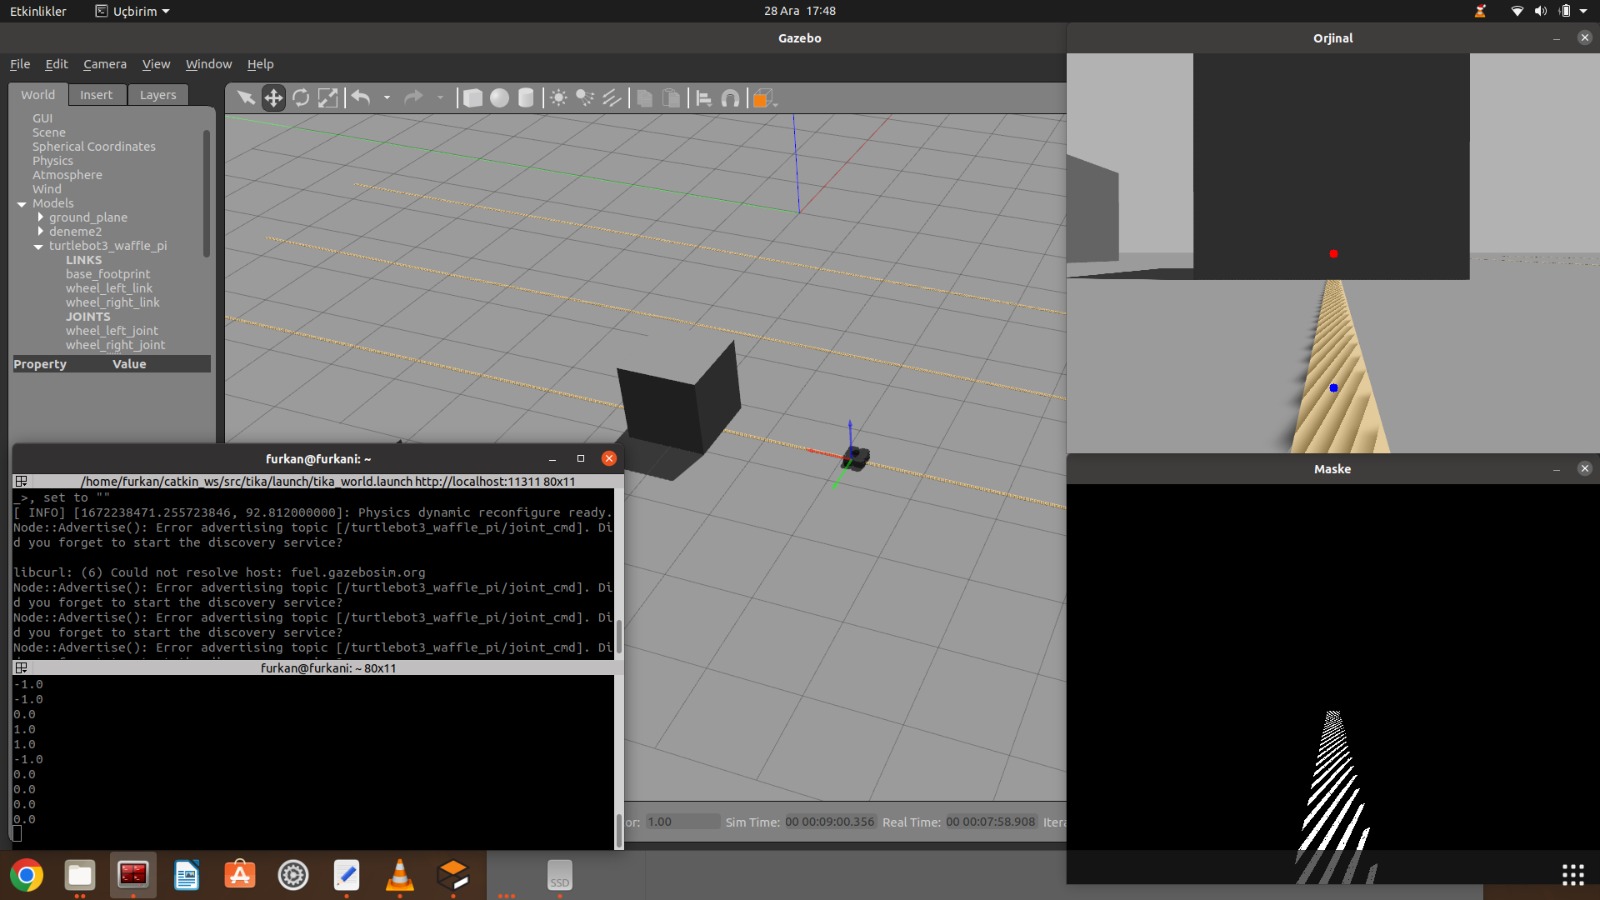 Etkinlikler
Uçbirim
28 Ara 17:48
Gazebo
File Edit Camera View Window Help
World Insert Layers
GUI
Scene
Spherical Coordinates
Physics
Atmosphere
Wind
Models
ground_plane
deneme2
turtlebot3_waffle_pi
LINKS
base_footprint
wheel_left_link
wheel_right_link
JOINTS
wheel_left_joint
wheel_right_joint
Property Value
Orjinal
Maske
furkan@furkani: ~
/home/furkan/catkin_ws/src/tika/launch/tika_world.launch http://localhost:11311 80x11
_>, set to ""
[ INFO] [1672238471.255723846, 92.812000000]: Physics dynamic reconfigure ready.
Node::Advertise(): Error advertising topic [/turtlebot3_waffle_pi/joint_cmd]. Di
d you forget to start the discovery service?
libcurl: (6) Could not resolve host: fuel.gazebosim.org
Node::Advertise(): Error advertising topic [/turtlebot3_waffle_pi/joint_cmd]. Di
d you forget to start the discovery service?
Node::Advertise(): Error advertising topic [/turtlebot3_waffle_pi/joint_cmd]. Di
d you forget to start the discovery service?
Node::Advertise(): Error advertising topic [/turtlebot3_waffle_pi/joint_cmd]. Di
furkan@furkani: ~ 80x11
-1.0
-1.0
0.0
1.0
1.0
-1.0
0.0
0.0
0.0
0.0
or: 1.00 Sim Time: 00 00:09:00.356 Real Time: 00 00:07:58.908 Itera
SSD